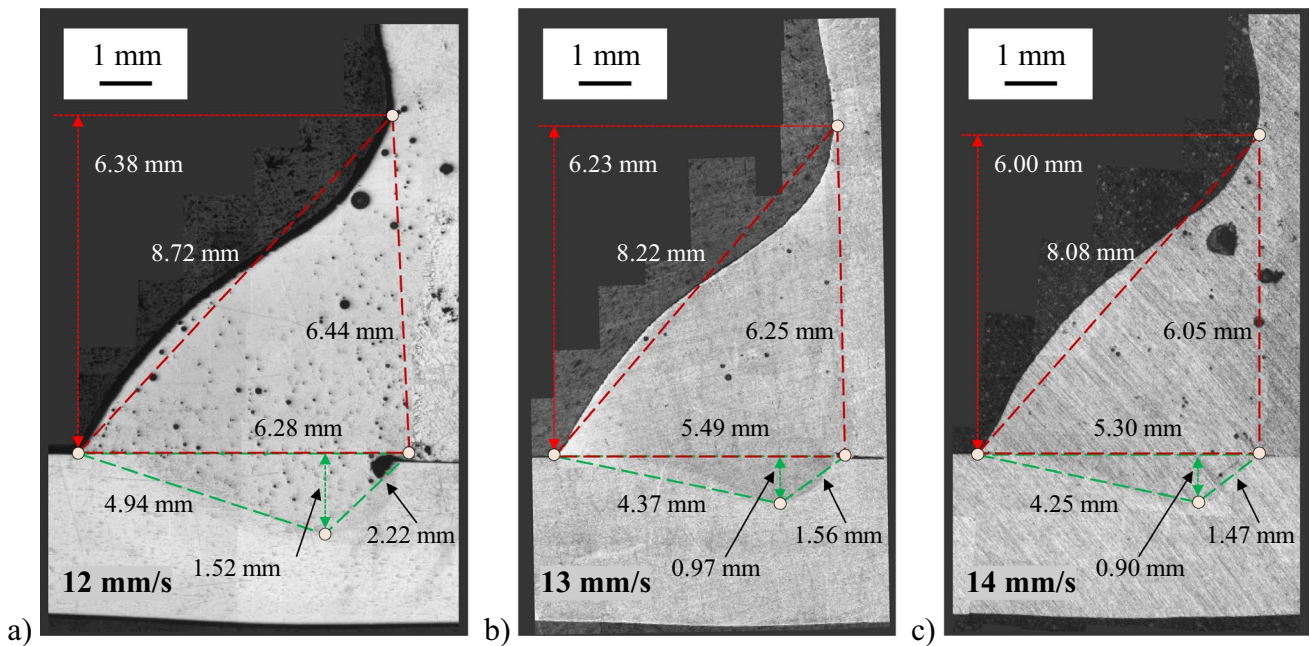 1 mm
6.38 mm
8.72 mm
6.44 mm
6.28 mm
4.94 mm
2.22 mm
1.52 mm
12 mm/s
a)
1 mm
6.23 mm
8.22 mm
6.25 mm
5.49 mm
4.37 mm
1.56 mm
0.97 mm
13 mm/s
b)
1 mm
6.00 mm
8.08 mm
6.05 mm
5.30 mm
4.25 mm
1.47 mm
0.90 mm
14 mm/s
c)